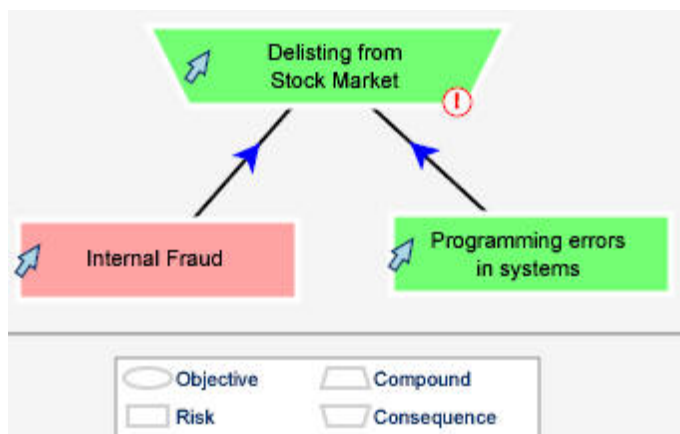 Delisting from
Stock Market
!
Internal Fraud
Programming errors
in systems
Objective
Compound
Risk
Consequence